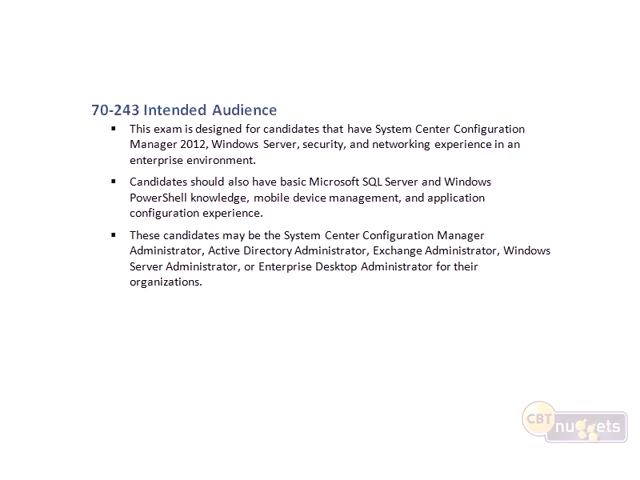 70-243 Intended Audience
▪ This exam is designed for candidates that have System Center Configuration
Manager 2012, Windows Server, security, and networking experience in an
enterprise environment.
▪ Candidates should also have basic Microsoft SQL Server and Windows
PowerShell knowledge, mobile device management, and application
configuration experience.
▪ These candidates may be the System Center Configuration Manager
Administrator, Active Directory Administrator, Exchange Administrator, Windows
Server Administrator, or Enterprise Desktop Administrator for their
organizations.
CBT nuggets